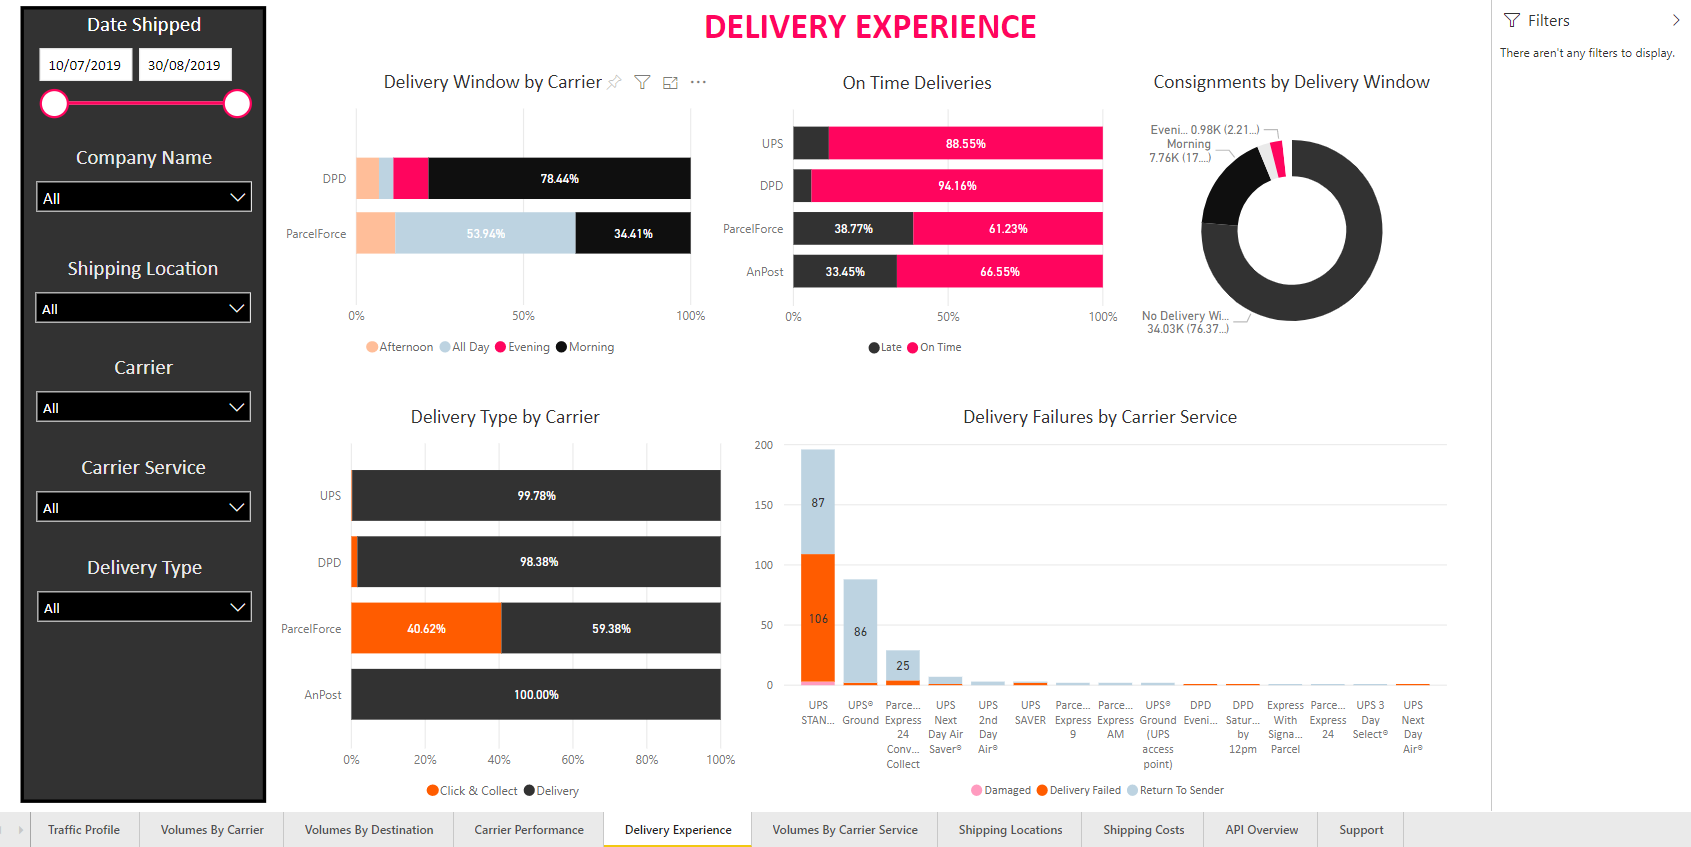 DELIVERY EXPERIENCE
Date Shipped
10/07/2019 30/08/2019
Company Name
All
Shipping Location
All
Carrier
All
Carrier Service
All
Delivery Type
All
Delivery Window by Carrier
DPD
78.44%
ParcelForce
53.94% 34.41%
0% 50% 100%
Afternoon All Day Evening Morning
On Time Deliveries
UPS
88.55%
DPD
94.16%
ParcelForce
38.77% 61.23%
AnPost
33.45% 66.55%
0% 50% 100%
Late On Time
Consignments by Delivery Window
Eveni... 0.98K (2.21...)
Morning
7.76K (17....)
No Delivery Wi...
34.03K (76.37...)
Delivery Type by Carrier
UPS
99.78%
DPD
98.38%
ParcelForce
40.62% 59.38%
AnPost
100.00%
0% 20% 40% 60% 80% 100%
Click & Collect Delivery
Delivery Failures by Carrier Service
200
150
100
50
0
87
106
86
25
UPS
STAN...
UPS®
Ground
Parce...
Express
24
Conv...
Collect
UPS
Next
Day Air
Saver®
UPS
2nd
Day
Air®
UPS
SAVER
Parce...
Express
9
Parce...
Express
AM
UPS®
Ground
(UPS
access
point)
DPD
Eveni...
DPD
Satur...
by
12pm
Express
With
Signa...
Parcel
Parce...
Express
24
UPS 3
Day
Select®
UPS
Next
Day
Air®
Damaged Delivery Failed Return To Sender
Filters
There aren't any filters to display.
Traffic Profile Volumes By Carrier Volumes By Destination Carrier Performance Delivery Experience Volumes By Carrier Service Shipping Locations Shipping Costs API Overview Support